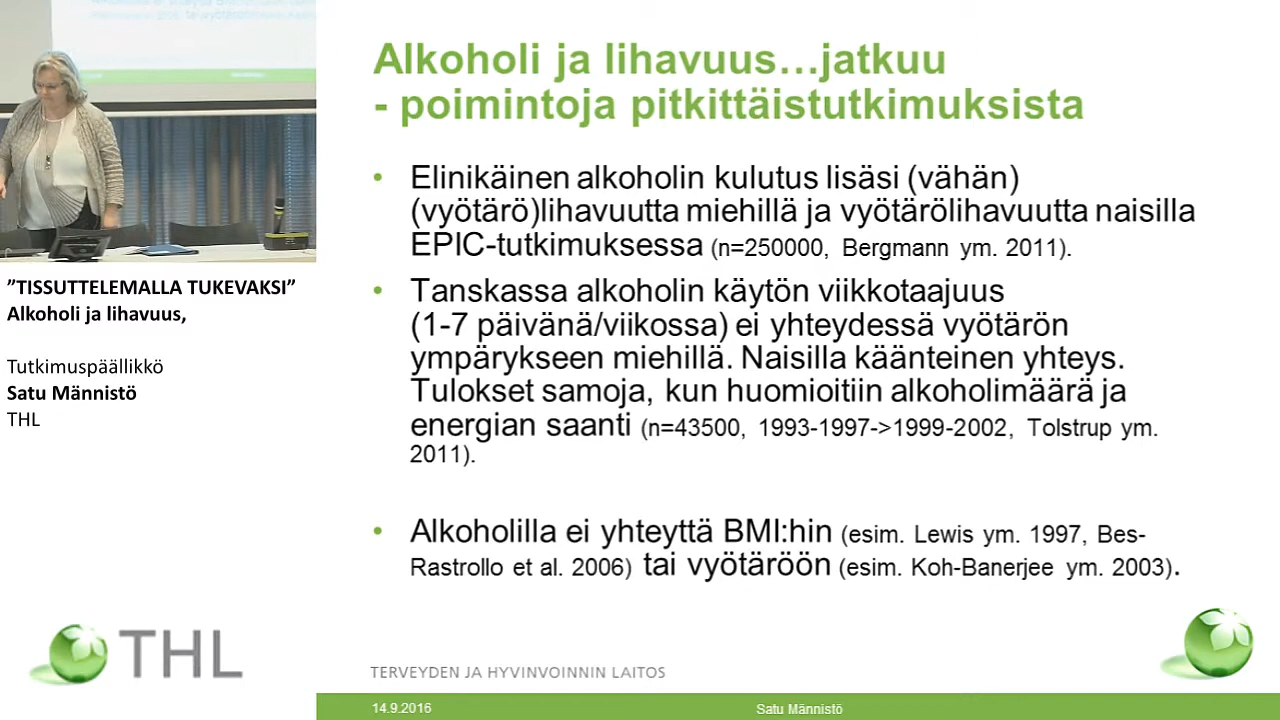 Alkoholi ja lihavuus…jatkuu
- poimintoja pitkittäistutkimuksista
• Elinikäinen alkoholin kulutus lisäsi (vähän)
(vyötärö)lihavuutta miehillä ja vyötärölihavuutta naisilla
EPIC-tutkimuksessa (n=250000, Bergmann ym. 2011).
• Tanskassa alkoholin käytön viikkotaajuus
(1-7 päivänä/viikossa) ei yhteydessä vyötärön
ympärykseen miehillä. Naisilla käänteinen yhteys.
Tulokset samoja, kun huomioitiin alkoholimäärä ja
energian saanti (n=43500, 1993-1997->1999-2002, Tolstrup ym.
2011).
• Alkoholilla ei yhteyttä BMI:hin (esim. Lewis ym. 1997, Bes-
Rastrollo et al. 2006) tai vyötäröön (esim. Koh-Banerjee ym. 2003).
”TISSUTTELEMALLA TUKEVAKSI”
Alkoholi ja lihavuus,
Tutkimuspäällikkö
Satu Männistö
THL
THL
TERVEYDEN JA HYVINVOINNIN LAITOS
14.9.2016
Satu Männistö